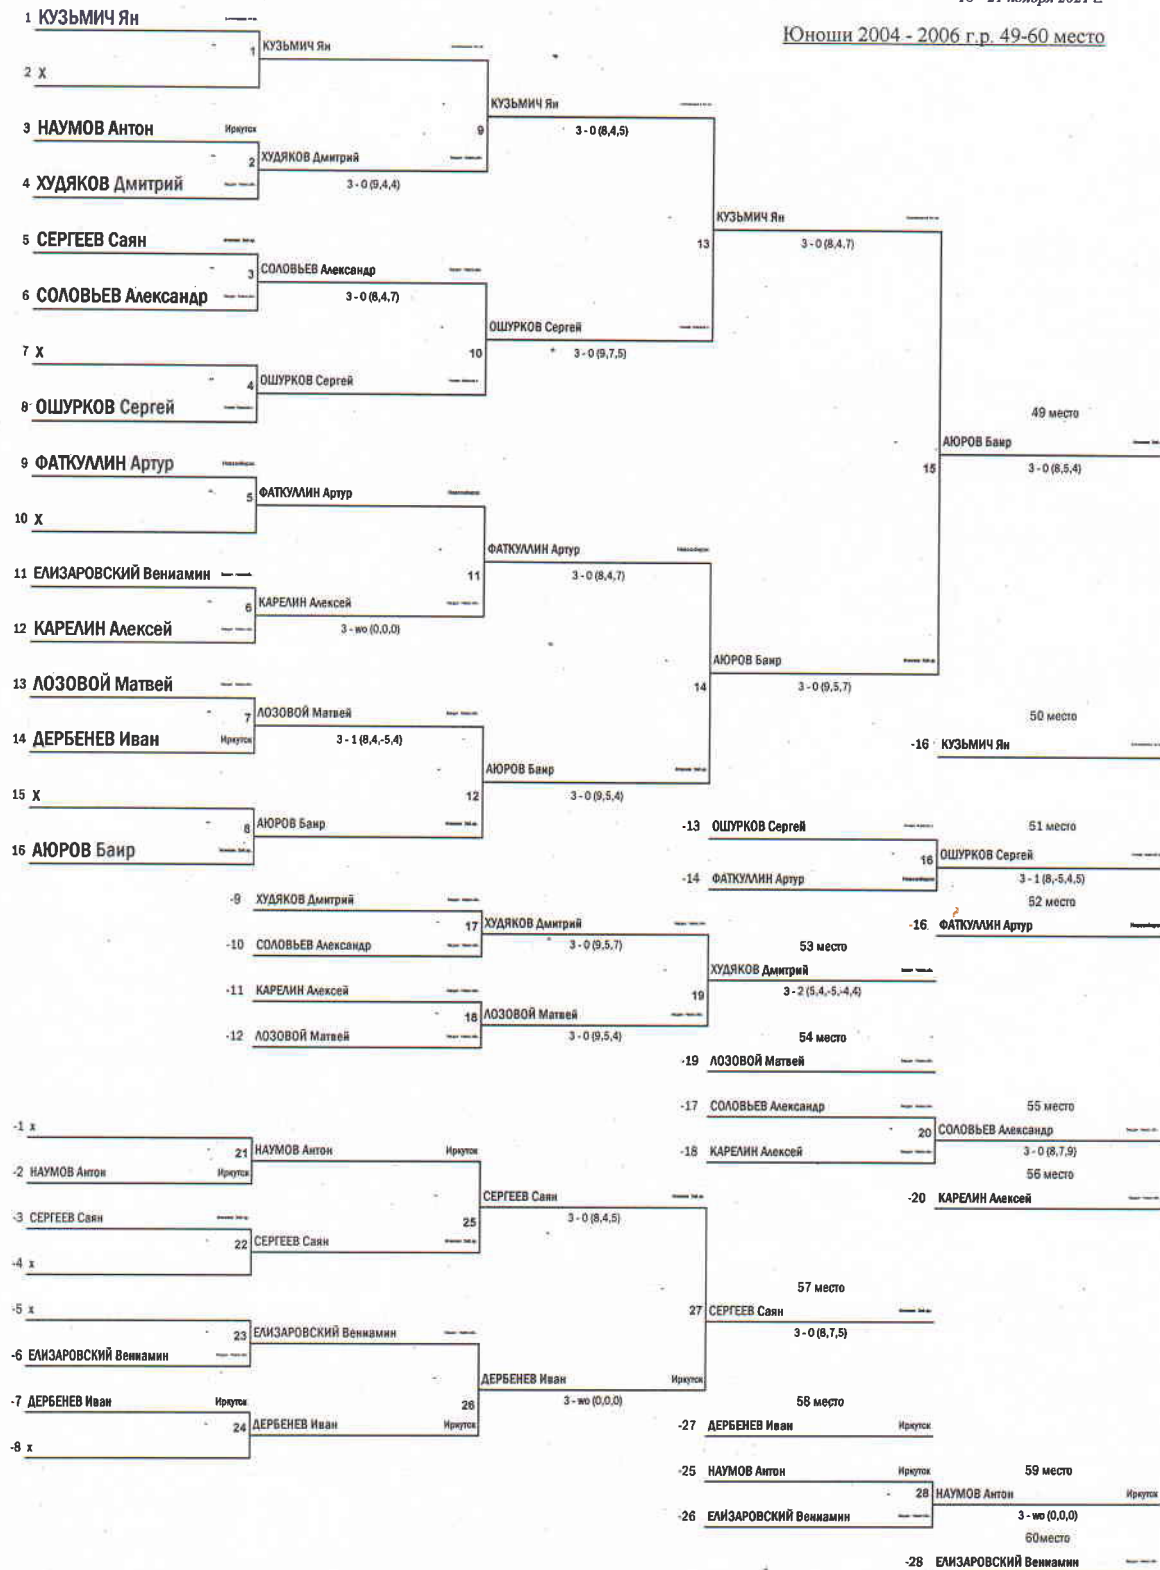 18 - 21 ноября 2021 г.
Юноши 2004 - 2006 г.р. 49-60 место
1 КУЗЬМИЧ Ян
1 КУЗЬМИЧ Ян
2 X
КУЗЬМИЧ Ян
9 3 - 0 (8,4,5)
3 НАУМОВ Антон Иркутск
2 ХУДЯКОВ Дмитрий
3 - 0 (9,4,4)
4 ХУДЯКОВ Дмитрий
КУЗЬМИЧ Ян
13 3 - 0 (8,4,7)
5 СЕРГЕЕВ Саян
3 СОЛОВЬЕВ Александр
3 - 0 (8,4,7)
6 СОЛОВЬЕВ Александр
ОШУРКОВ Сергей
10 3 - 0 (9,7,5)
7 X
4 ОШУРКОВ Сергей
8 ОШУРКОВ Сергей
49 место
АЮРОВ Баир
15 3 - 0 (8,5,4)
9 ФАТКУЛЛИН Артур
5 ФАТКУЛЛИН Артур
10 X
ФАТКУЛЛИН Артур
11 3 - 0 (8,4,7)
11 ЕЛИЗАРОВСКИЙ Вениамин
6 КАРЕЛИН Алексей
3 - wo (0,0,0)
12 КАРЕЛИН Алексей
АЮРОВ Баир
14 3 - 0 (9,5,7)
13 ЛОЗОВОЙ Матвей
7 ЛОЗОВОЙ Матвей
3 - 1 (8,4,-5,4)
14 ДЕРБЕНЕВ Иван Иркутск
50 место
-16 КУЗЬМИЧ Ян
АЮРОВ Баир
12 3 - 0 (9,5,4)
15 X
8 АЮРОВ Баир
16 АЮРОВ Баир
-13 ОШУРКОВ Сергей
51 место
16 ОШУРКОВ Сергей
3 - 1 (8,-5,4,5)
-14 ФАТКУЛЛИН Артур
52 место
-16 ФАТКУЛЛИН Артур
-9 ХУДЯКОВ Дмитрий
17 ХУДЯКОВ Дмитрий
3 - 0 (9,5,7)
-10 СОЛОВЬЕВ Александр
53 место
ХУДЯКОВ Дмитрий
19 3 - 2 (5,4,-5,-4,4)
-11 КАРЕЛИН Алексей
18 ЛОЗОВОЙ Матвей
3 - 0 (9,5,4)
-12 ЛОЗОВОЙ Матвей
54 место
-19 ЛОЗОВОЙ Матвей
-17 СОЛОВЬЕВ Александр
55 место
20 СОЛОВЬЕВ Александр
3 - 0 (8,7,9)
-18 КАРЕЛИН Алексей
56 место
-20 КАРЕЛИН Алексей
-1 x
21 НАУМОВ Антон Иркутск
-2 НАУМОВ Антон Иркутск
СЕРГЕЕВ Саян
25 3 - 0 (8,4,5)
-3 СЕРГЕЕВ Саян
22 СЕРГЕЕВ Саян
-4 x
57 место
27 СЕРГЕЕВ Саян
3 - 0 (8,7,5)
-5 x
23 ЕЛИЗАРОВСКИЙ Вениамин
-6 ЕЛИЗАРОВСКИЙ Вениамин
ДЕРБЕНЕВ Иван Иркутск
26 3 - wo (0,0,0)
-7 ДЕРБЕНЕВ Иван Иркутск
24 ДЕРБЕНЕВ Иван Иркутск
-8 x
58 место
-27 ДЕРБЕНЕВ Иван Иркутск
-25 НАУМОВ Антон Иркутск
59 место
28 НАУМОВ Антон Иркутск
3 - wo (0,0,0)
-26 ЕЛИЗАРОВСКИЙ Вениамин
60место
-28 ЕЛИЗАРОВСКИЙ Вениамин